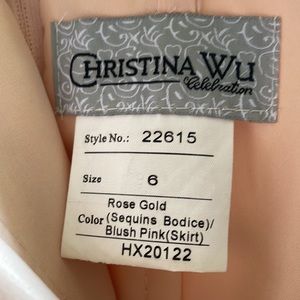 CHRISTINA WU
Celebration
Style No.: 22615
Size 6
Rose Gold
Color (Sequins Bodice)/
Blush Pink(Skirt)
HX20122